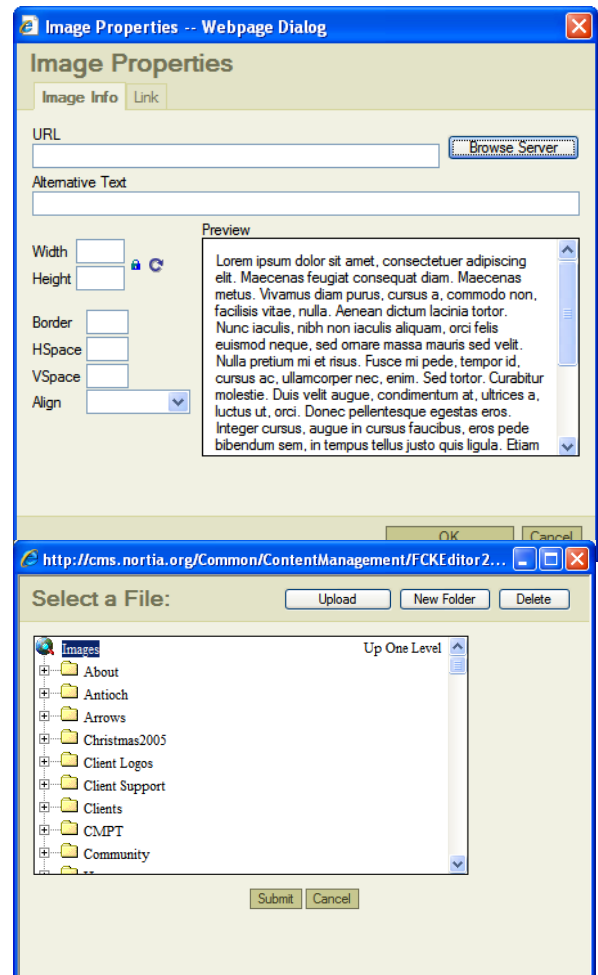 Image Properties -- Webpage Dialog
Image Properties
Image Info Link
URL
Browse Server
Alternative Text
Preview
Width
Height
Border
HSpace
VSpace
Align
Lorem ipsum dolor sit amet, consectetuer adipiscing
elit. Maecenas feugiat consequat diam. Maecenas
metus. Vivamus diam purus, cursus a, commodo non,
facilisis vitae, nulla. Aenean dictum lacinia tortor.
Nunc iaculis, nibh non iaculis aliquam, orci felis
euismod neque, sed ornare massa mauris sed velit.
Nulla pretium mi et risus. Fusce mi pede, tempor id,
cursus ac, ullamcorper nec, enim. Sed tortor. Curabitur
molestie. Duis velit augue, condimentum at, ultrices a,
luctus ut, orci. Donec pellentesque egestas eros.
Integer cursus, augue in cursus faucibus, eros pede
bibendum sem, in tempus tellus justo quis ligula. Etiam
OK Cancel
http://cms.nortia.org/Common/ContentManagement/FCKEditor2...
Select a File: Upload New Folder Delete
Images Up One Level
About
Antioch
Arrows
Christmas2005
Client Logos
Client Support
Clients
CMPT
Community
Submit Cancel